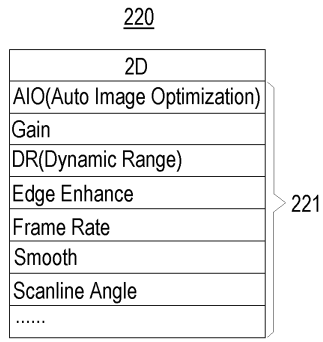 220
2D
AIO(Auto Image Optimization)
Gain
DR(Dynamic Range)
Edge Enhance
Frame Rate
Smooth
Scanline Angle
......
221